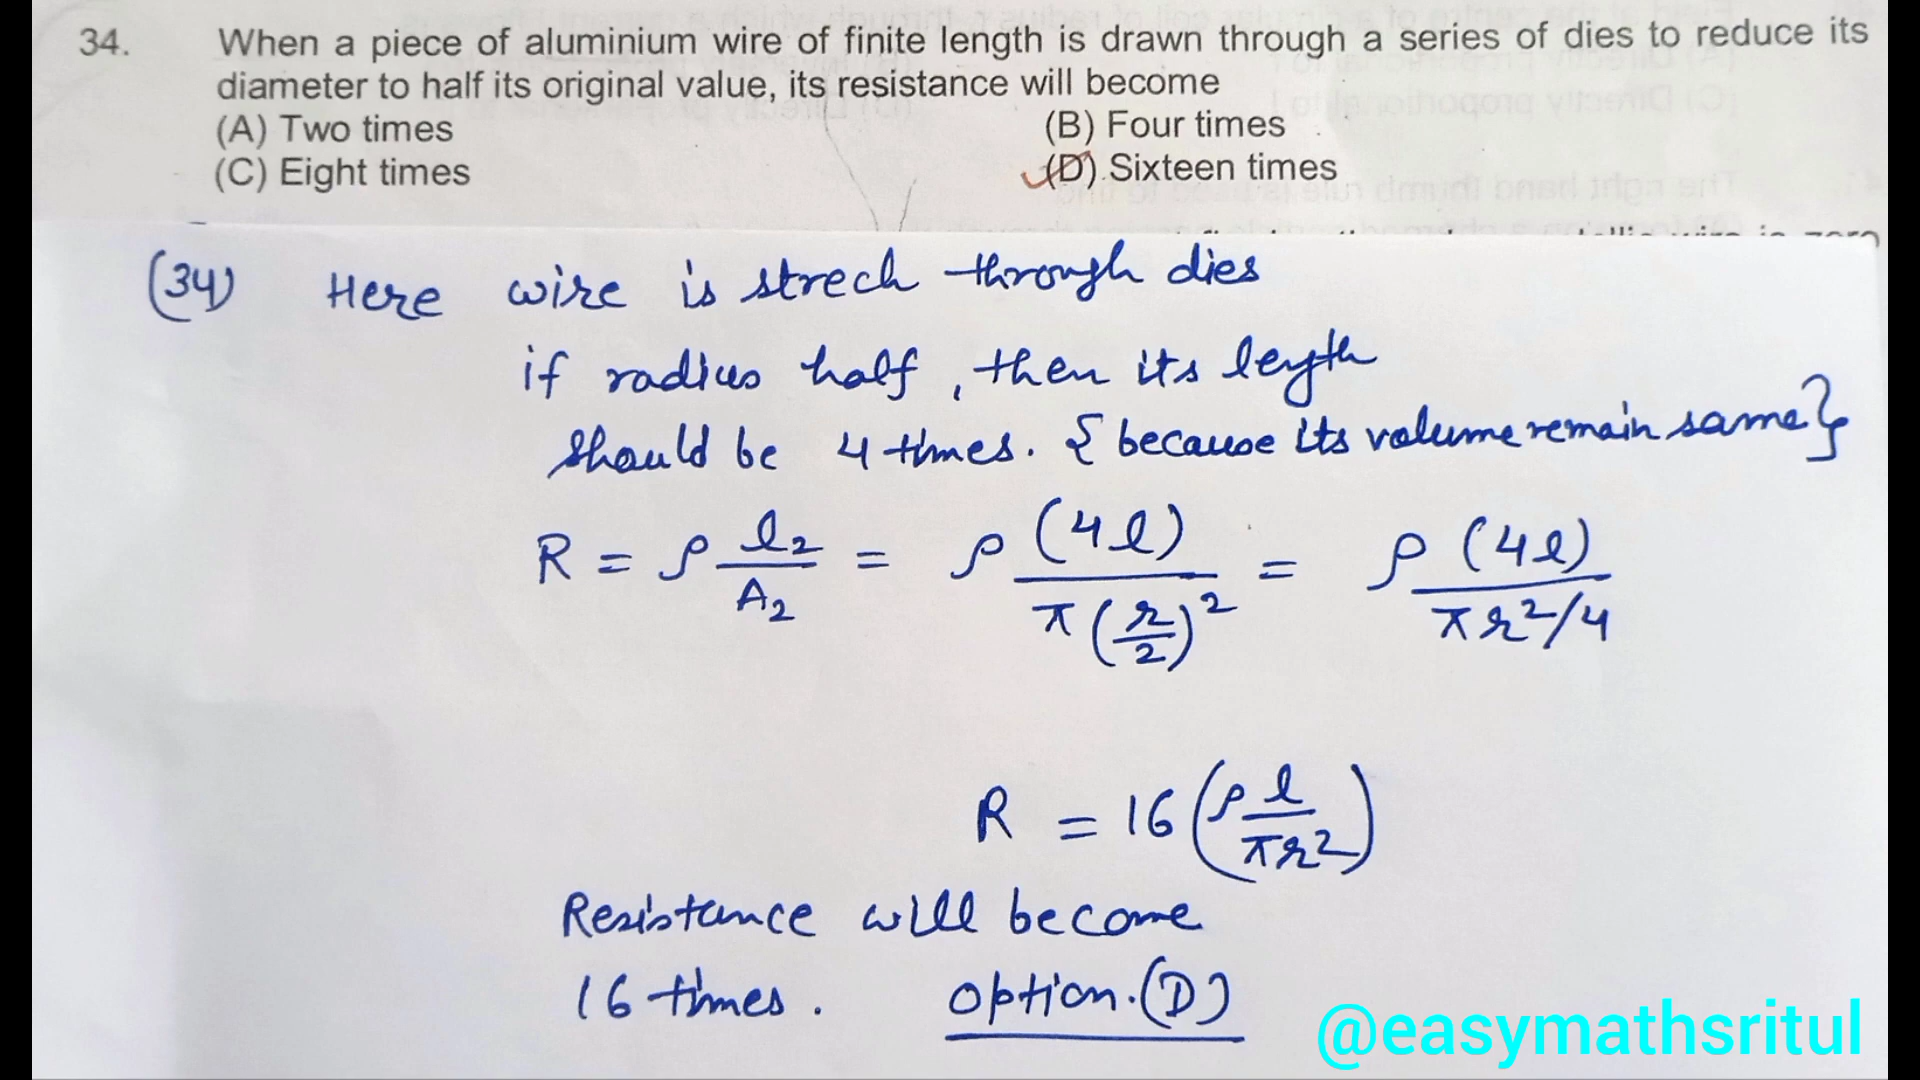 34. When a piece of aluminium wire of finite length is drawn through a series of dies to reduce its
diameter to half its original value, its resistance will become
(A) Two times (B) Four times
(C) Eight times (D) Sixteen times
(34) Here wire is strech through dies
if radius half, then its length
should be 4 times. {because its volume remain same}
R = ρ l₂/A₂ = ρ (4l)/π(r/2)² = ρ (4l)/πr²/4
R = 16 (ρ l/πr²)
Resistance will become
16 times. option.(D)
@easymathsritul